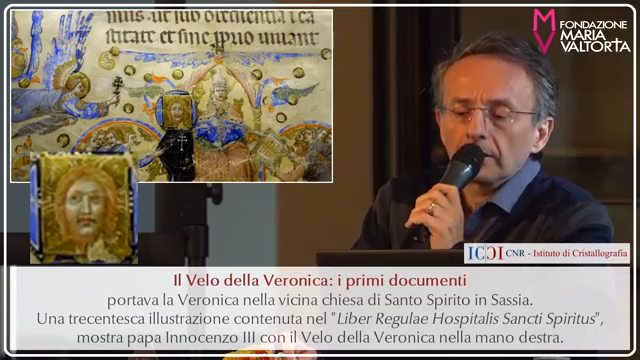 FONDAZIONE
MARIA
VALTORTA
ICCI CNR - Istituto di Cristallografia
Il Velo della Veronica: i primi documenti
portava la Veronica nella vicina chiesa di Santo Spirito in Sassia.
Una trecentesca illustrazione contenuta nel "Liber Regulae Hospitalis Sancti Spiritus",
mostra papa Innocenzo III con il Velo della Veronica nella mano destra.